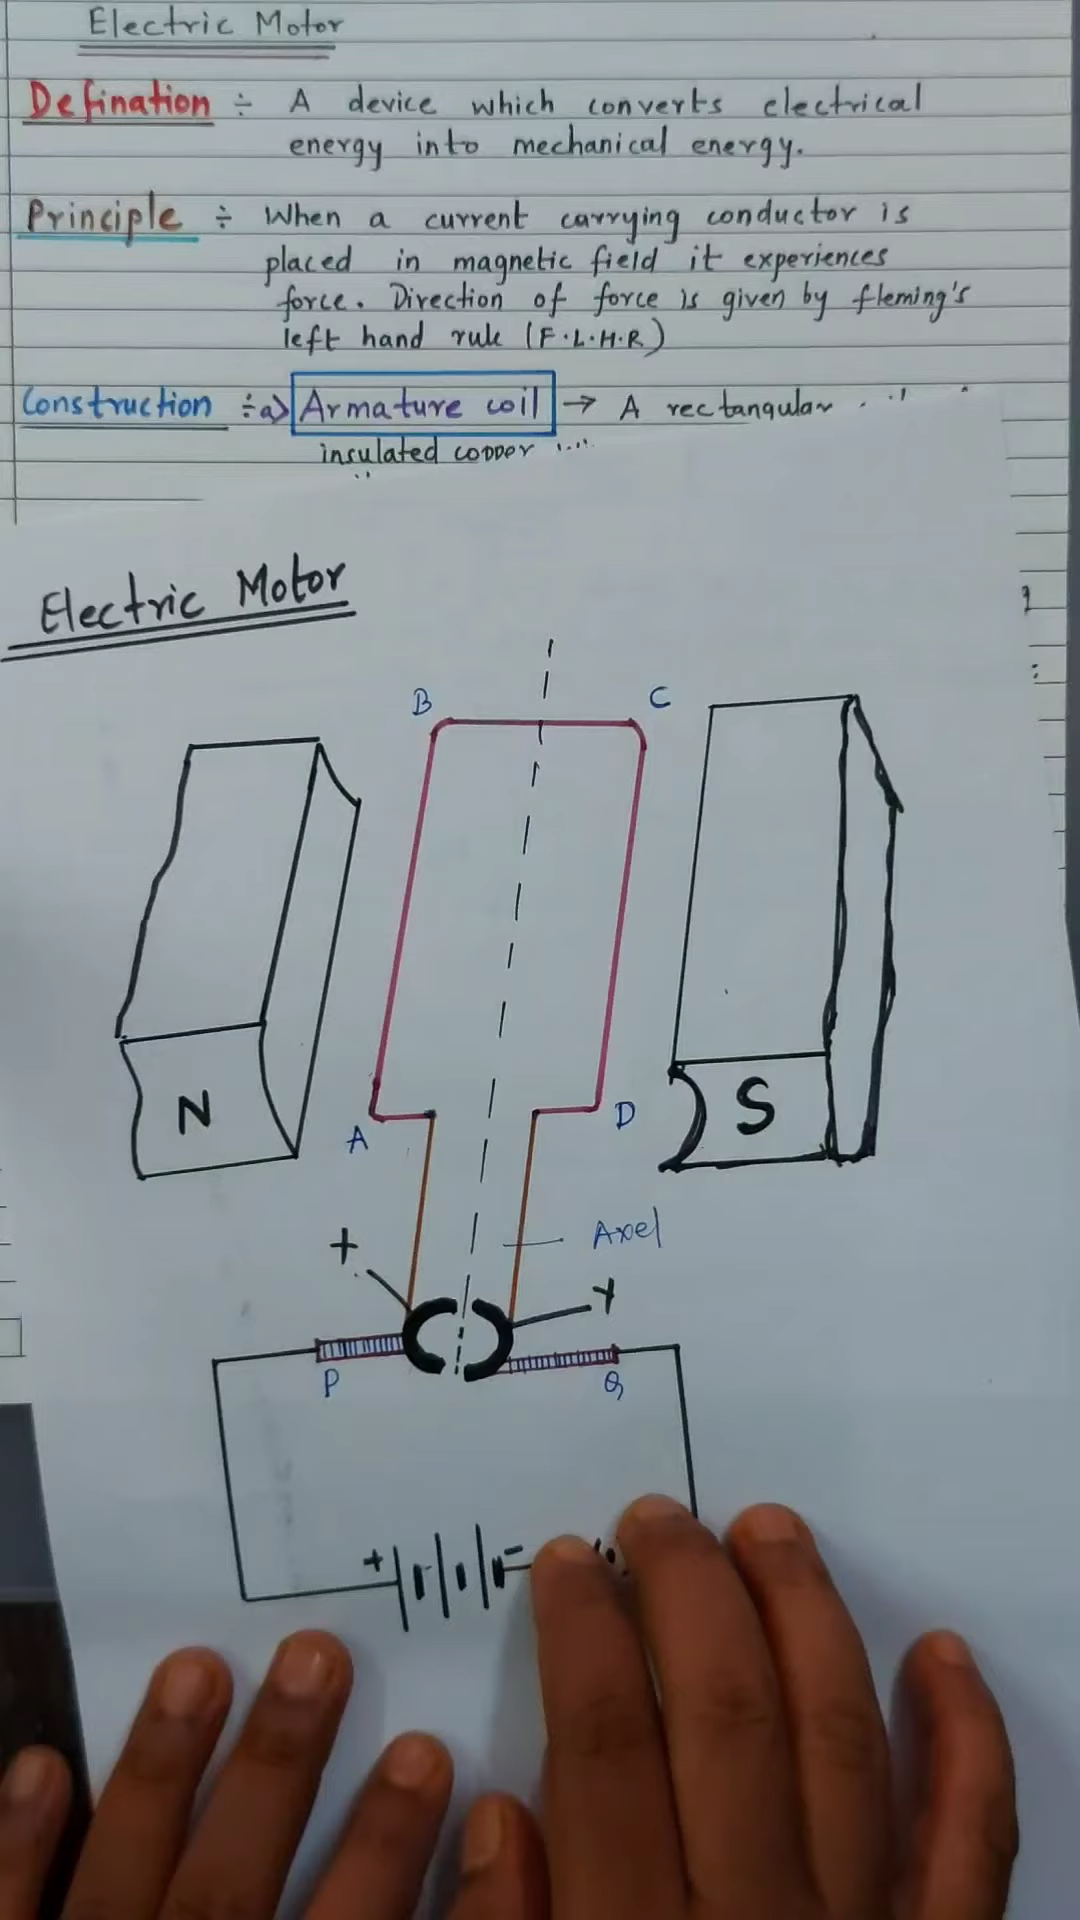 Electric Motor
Defination ÷ A device which converts electrical
energy into mechanical energy.
Principle ÷ When a current carrying conductor is
placed in magnetic field it experiences
force. Direction of force is given by fleming's
left hand rule (F.L.H.R)
Construction ÷ a) Armature coil → A rectangular
insulated copper
Electric Motor
B C
N S
A D
+ Axel
P Q
+ -